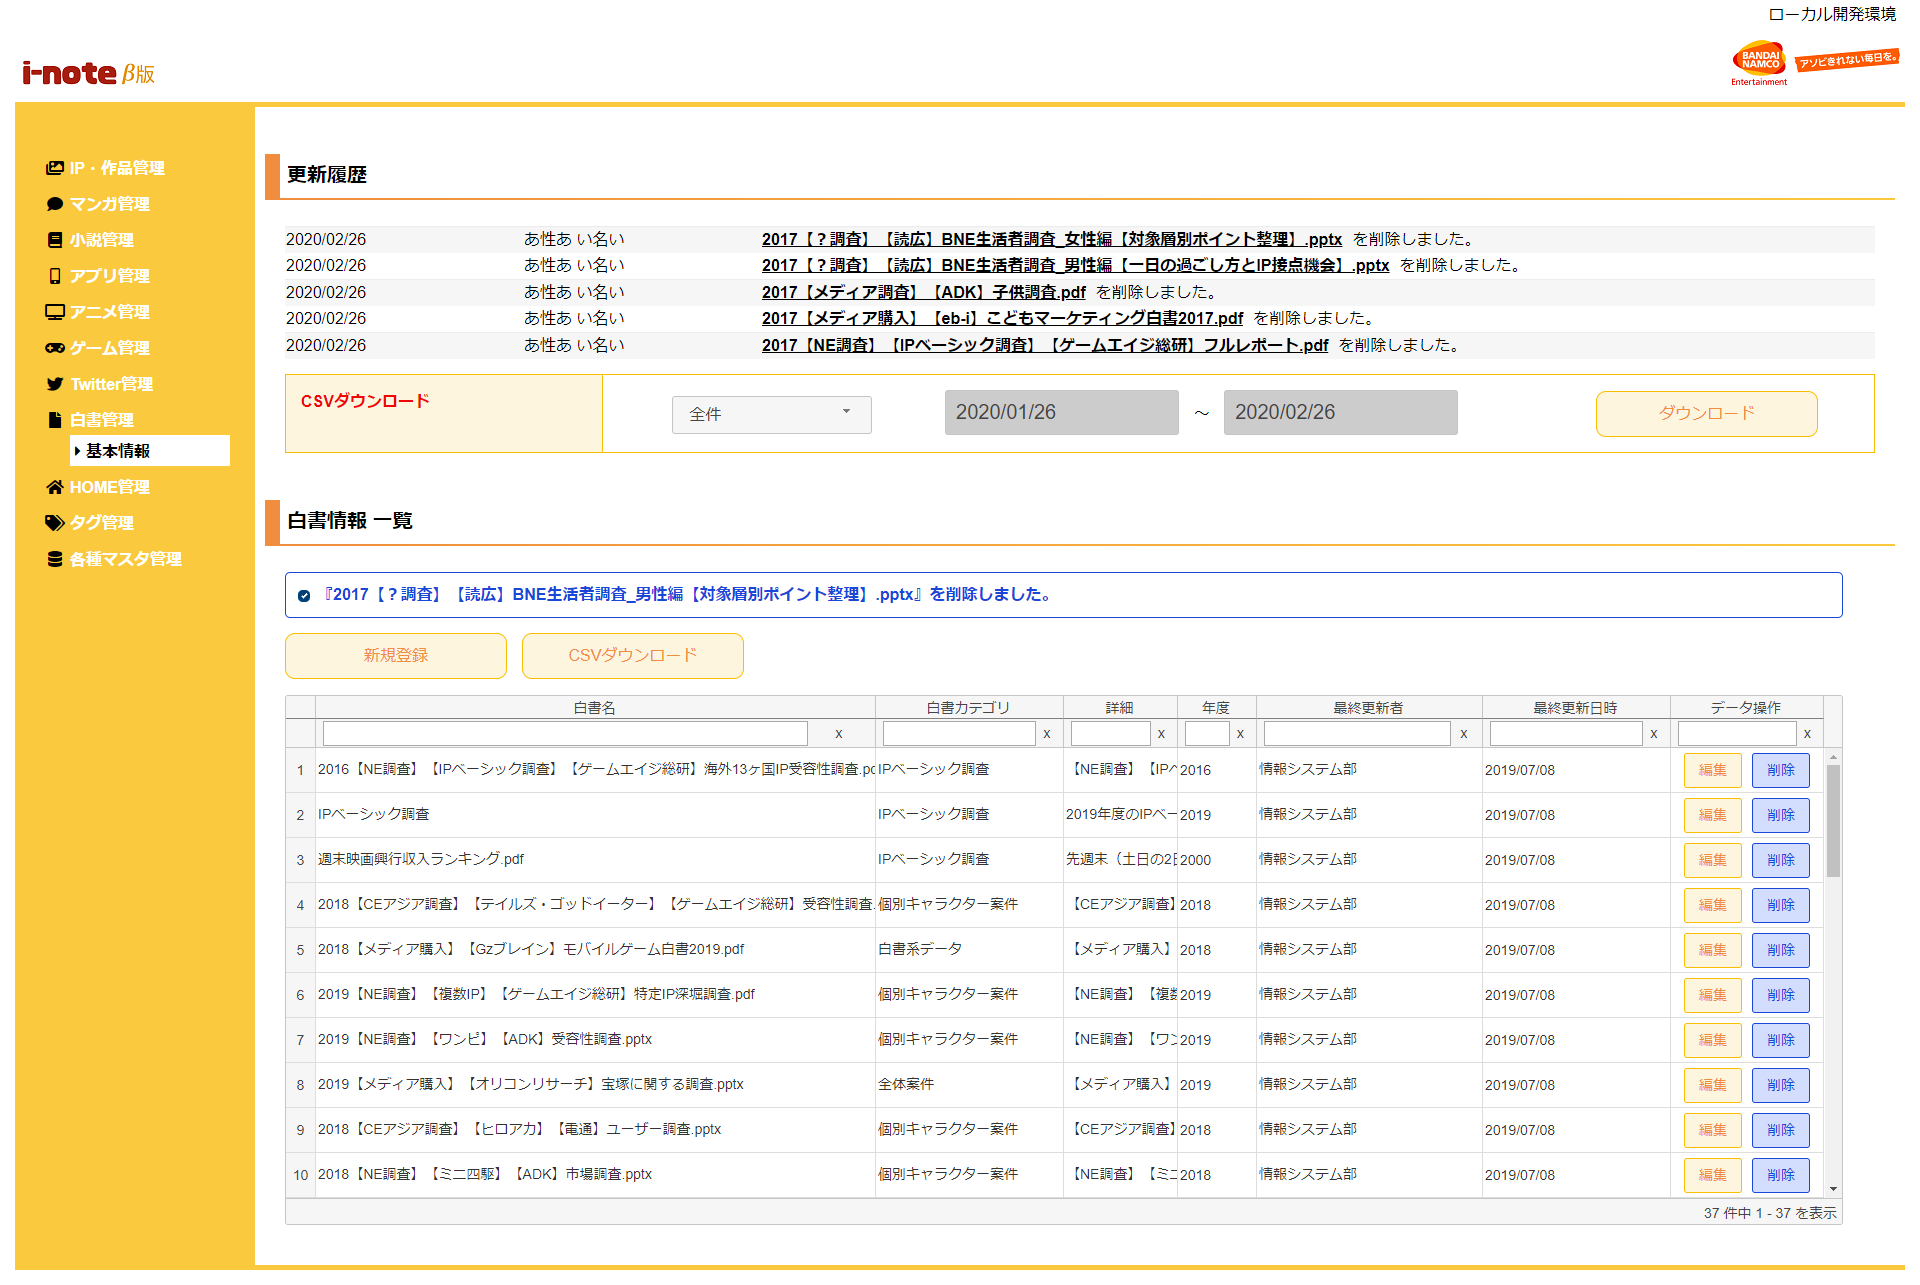 ローカル開発環境
i-note β版
BANDAI NAMCO Entertainment
アソビきれない毎日を。
IP・作品管理
マンガ管理
小説管理
アプリ管理
アニメ管理
ゲーム管理
Twitter管理
白書管理
基本情報
HOME管理
タグ管理
各種マスタ管理
更新履歴
2020/02/26 あ性あ い名い 2017【？調査】【読広】BNE生活者調査_女性編【対象層別ポイント整理】.pptx を削除しました。
2020/02/26 あ性あ い名い 2017【？調査】【読広】BNE生活者調査_男性編【一日の過ごし方とIP接点機会】.pptx を削除しました。
2020/02/26 あ性あ い名い 2017【メディア調査】【ADK】子供調査.pdf を削除しました。
2020/02/26 あ性あ い名い 2017【メディア購入】【eb-i】こどもマーケティング白書2017.pdf を削除しました。
2020/02/26 あ性あ い名い 2017【NE調査】【IPベーシック調査】【ゲームエイジ総研】フルレポート.pdf を削除しました。
CSVダウンロード 全件 2020/01/26 ～ 2020/02/26 ダウンロード
白書情報 一覧
『2017【？調査】【読広】BNE生活者調査_男性編【対象層別ポイント整理】.pptx』を削除しました。
新規登録 CSVダウンロード
白書名 白書カテゴリ 詳細 年度 最終更新者 最終更新日時 データ操作
x x x x x x x
1 2016【NE調査】【IPベーシック調査】【ゲームエイジ総研】海外13ヶ国IP受容性調査.pd IPベーシック調査 【NE調査】【IPベ 2016 情報システム部 2019/07/08 編集 削除
2 IPベーシック調査 IPベーシック調査 2019年度のIPベー 2019 情報システム部 2019/07/08 編集 削除
3 週末映画興行収入ランキング.pdf IPベーシック調査 先週末（土日の2日 2000 情報システム部 2019/07/08 編集 削除
4 2018【CEアジア調査】【テイルズ・ゴッドイーター】【ゲームエイジ総研】受容性調査. 個別キャラクター案件 【CEアジア調査】 2018 情報システム部 2019/07/08 編集 削除
5 2018【メディア購入】【Gzブレイン】モバイルゲーム白書2019.pdf 白書系データ 【メディア購入】 2018 情報システム部 2019/07/08 編集 削除
6 2019【NE調査】【複数IP】【ゲームエイジ総研】特定IP深堀調査.pdf 個別キャラクター案件 【NE調査】【複数 2019 情報システム部 2019/07/08 編集 削除
7 2019【NE調査】【ワンピ】【ADK】受容性調査.pptx 個別キャラクター案件 【NE調査】【ワン 2019 情報システム部 2019/07/08 編集 削除
8 2019【メディア購入】【オリコンリサーチ】宝塚に関する調査.pptx 全体案件 【メディア購入】 2019 情報システム部 2019/07/08 編集 削除
9 2018【CEアジア調査】【ヒロアカ】【電通】ユーザー調査.pptx 個別キャラクター案件 【CEアジア調査】 2018 情報システム部 2019/07/08 編集 削除
10 2018【NE調査】【ミニ四駆】【ADK】市場調査.pptx 個別キャラクター案件 【NE調査】【ミニ 2018 情報システム部 2019/07/08 編集 削除
37 件中 1 - 37 を表示